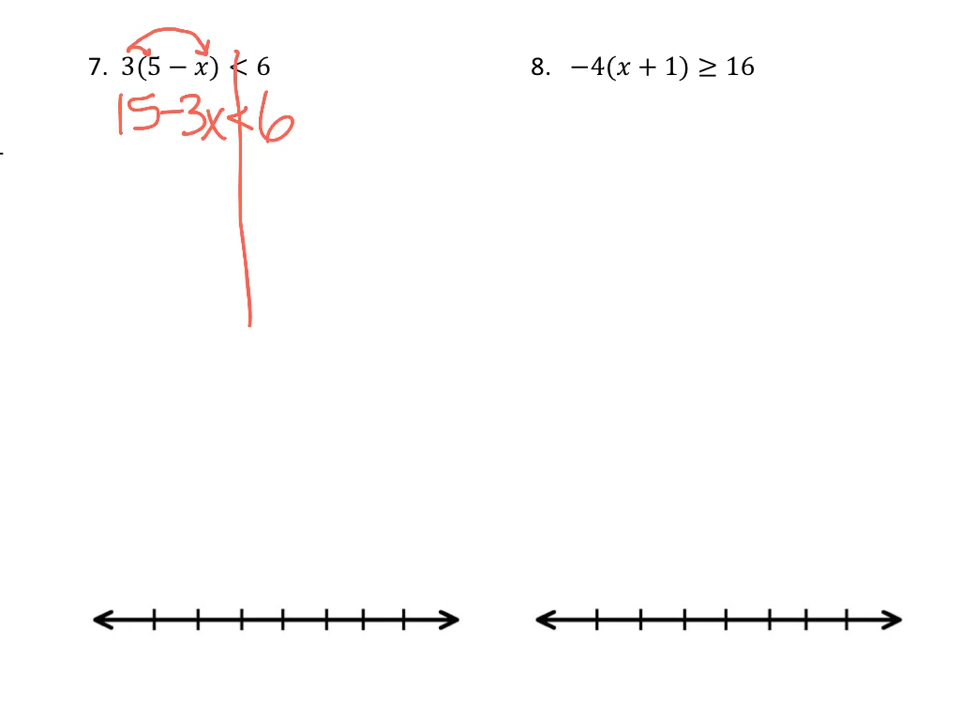 7. 3(5 − x) < 6
15-3x<6
8. −4(x + 1) ≥ 16